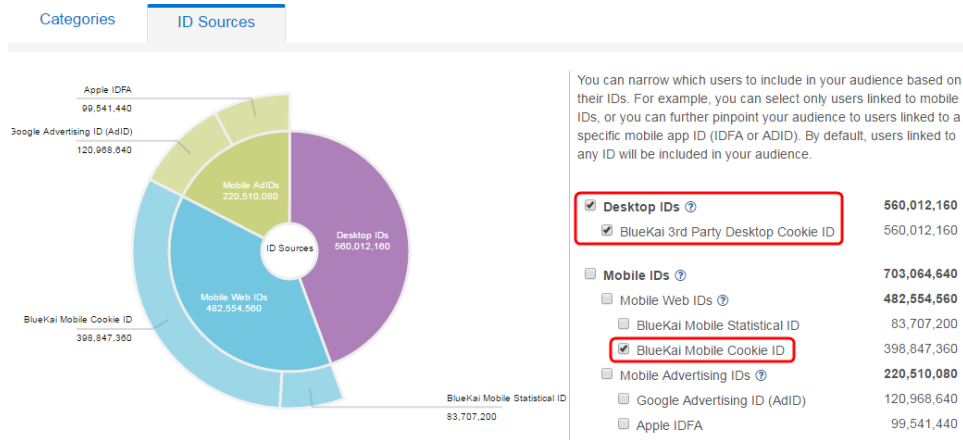 Categories
ID Sources
Apple IDFA
99,541,440
Google Advertising ID (AdID)
120,968,640
Mobile AdIDs
220,510,080
Desktop IDs
560,012,160
ID Sources
Mobile Web IDs
482,554,560
BlueKai Mobile Cookie ID
398,847,360
BlueKai Mobile Statistical ID
83,707,200
You can narrow which users to include in your audience based on
their IDs. For example, you can select only users linked to mobile
IDs, or you can further pinpoint your audience to users linked to a
specific mobile app ID (IDFA or ADID). By default, users linked to
any ID will be included in your audience.
Desktop IDs ? 560,012,160
BlueKai 3rd Party Desktop Cookie ID 560,012,160
Mobile IDs ? 703,064,640
Mobile Web IDs ? 482,554,560
BlueKai Mobile Statistical ID 83,707,200
BlueKai Mobile Cookie ID 398,847,360
Mobile Advertising IDs ? 220,510,080
Google Advertising ID (AdID) 120,968,640
Apple IDFA 99,541,440